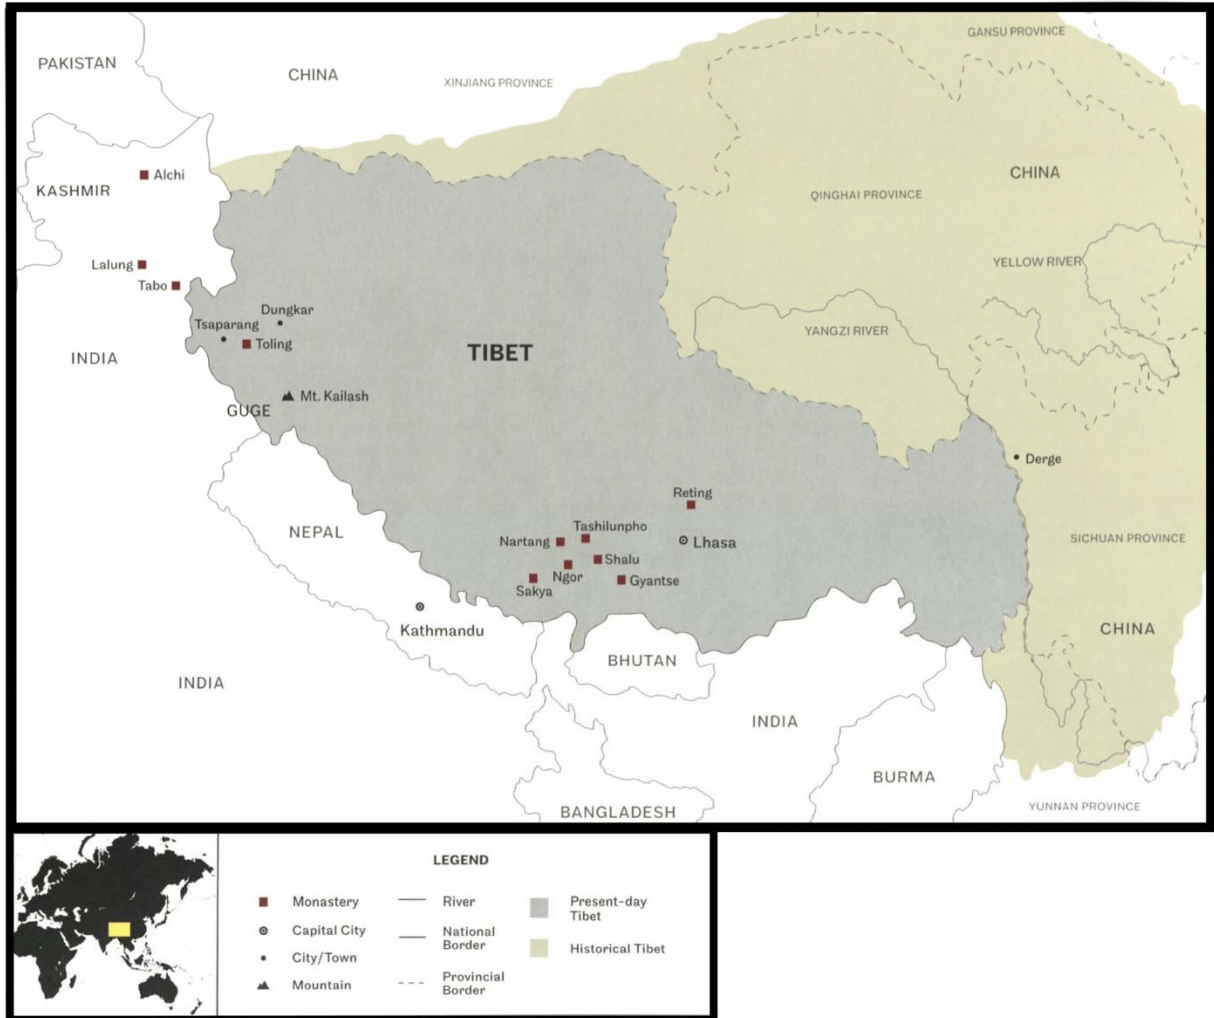 GANSU PROVINCE
PAKISTAN
CHINA
XINJIANG PROVINCE
Alchi
KASHMIR
CHINA
QINGHAI PROVINCE
Lalung
YELLOW RIVER
Tabo
Dungkar
Tsaparang
Toling
YANGZI RIVER
TIBET
INDIA
Mt. Kailash
GUGE
Derge
Reting
Tashilunpho
NEPAL
Nartang
Lhasa
SICHUAN PROVINCE
Shalu
Ngor
Gyantse
Sakya
Kathmandu
CHINA
BHUTAN
INDIA
INDIA
BURMA
YUNNAN PROVINCE
BANGLADESH
LEGEND
Monastery
Capital City
City/Town
Mountain
River
National
Border
Provincial
Border
Present-day
Tibet
Historical Tibet